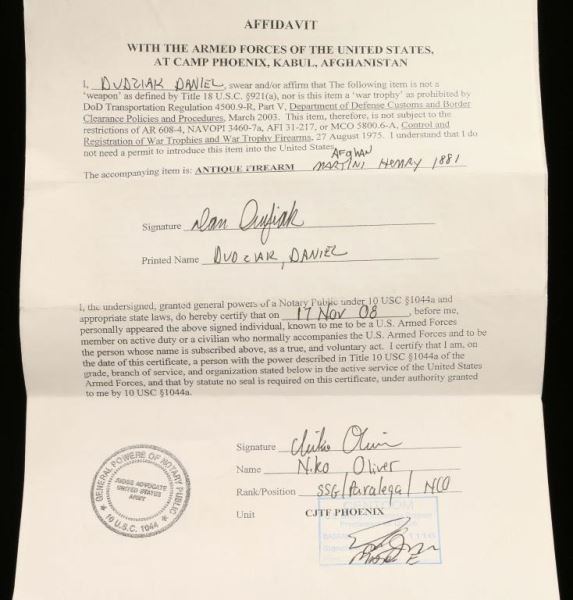 AFFIDAVIT
WITH THE ARMED FORCES OF THE UNITED STATES,
AT CAMP PHOENIX, KABUL, AFGHANISTAN
I, DUDZIAK DANIEL, swear and/or affirm that The following item is not a
'weapon' as defined by Title 18 U.S.C. §921(a), nor is this item a 'war trophy' as prohibited by
DoD Transportation Regulation 4500.9-R, Part V, Department of Defense Customs and Border
Clearance Policies and Procedures, March 2003. This item, therefore, is not subject to the
restrictions of AR 608-4, NAVOPI 3460-7a, AFI 31-217, or MCO 5800.6-A, Control and
Registration of War Trophies and War Trophy Firearms, 27 August 1975. I understand that I do
not need a permit to introduce this item into the United States.
AFGHAN
The accompanying item is: ANTIQUE FIREARM MARTINI HENRY 1881
Signature Dan Dudziak
Printed Name DUDZIAK, DANIEL
I, the undersigned, granted general powers of a Notary Public under 10 USC §1044a and
appropriate state laws, do hereby certify that on 17 NOV 08, before me,
personally appeared the above signed individual, known to me to be a U.S. Armed Forces
member on active duty or a civilian who normally accompanies the U.S. Armed Forces and to be
the person whose name is subscribed above, as a true, and voluntary act. I certify that I am, on
the date of this certificate, a person with the power described in Title 10 USC §1044a of the
grade, branch of service, and organization stated below in the active service of the United States
Armed Forces, and that by statute no seal is required on this certificate, under authority granted
to me by 10 USC §1044a.
Signature Niko Oliver
Name Niko Oliver
Rank/Position SSG/Paralegal NCO
Unit CJTF PHOENIX
GENERAL POWERS OF NOTARY PUBLIC
JUDGE ADVOCATE
UNITED STATES
ARMY
10 U.S.C. 1044